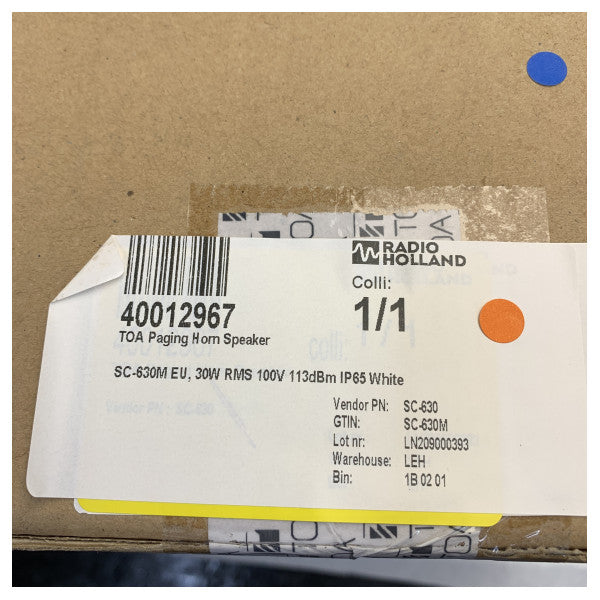 RADIO
HOLLAND
Colli:
1/1
40012967
TOA Paging Horn Speaker
SC-630M EU, 30W RMS 100V 113dBm IP65 White
Vendor PN: SC-630
GTIN: SC-630M
Lot nr: LN209000393
Warehouse: LEH
Bin: 1B 02 01